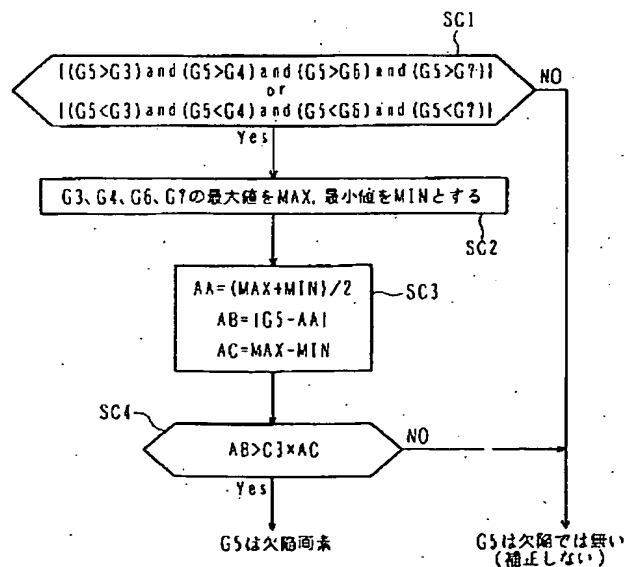 SC1
{(G5>G3) and (G5>G4) and (G5>G6) and (G5>G7)}
or
{(G5<G3) and (G5<G4) and (G5<G6) and (G5<G7)}
NO
Yes
G3、G4、G6、G7の最大値をMAX, 最小値をMINとする
SC2
AA=(MAX+MIN)/2
AB=|G5-AA|
AC=MAX-MIN
SC3
SC4
AB>C3×AC
NO
Yes
G5は欠陥画素
G5は欠陥では無い
(補正しない)